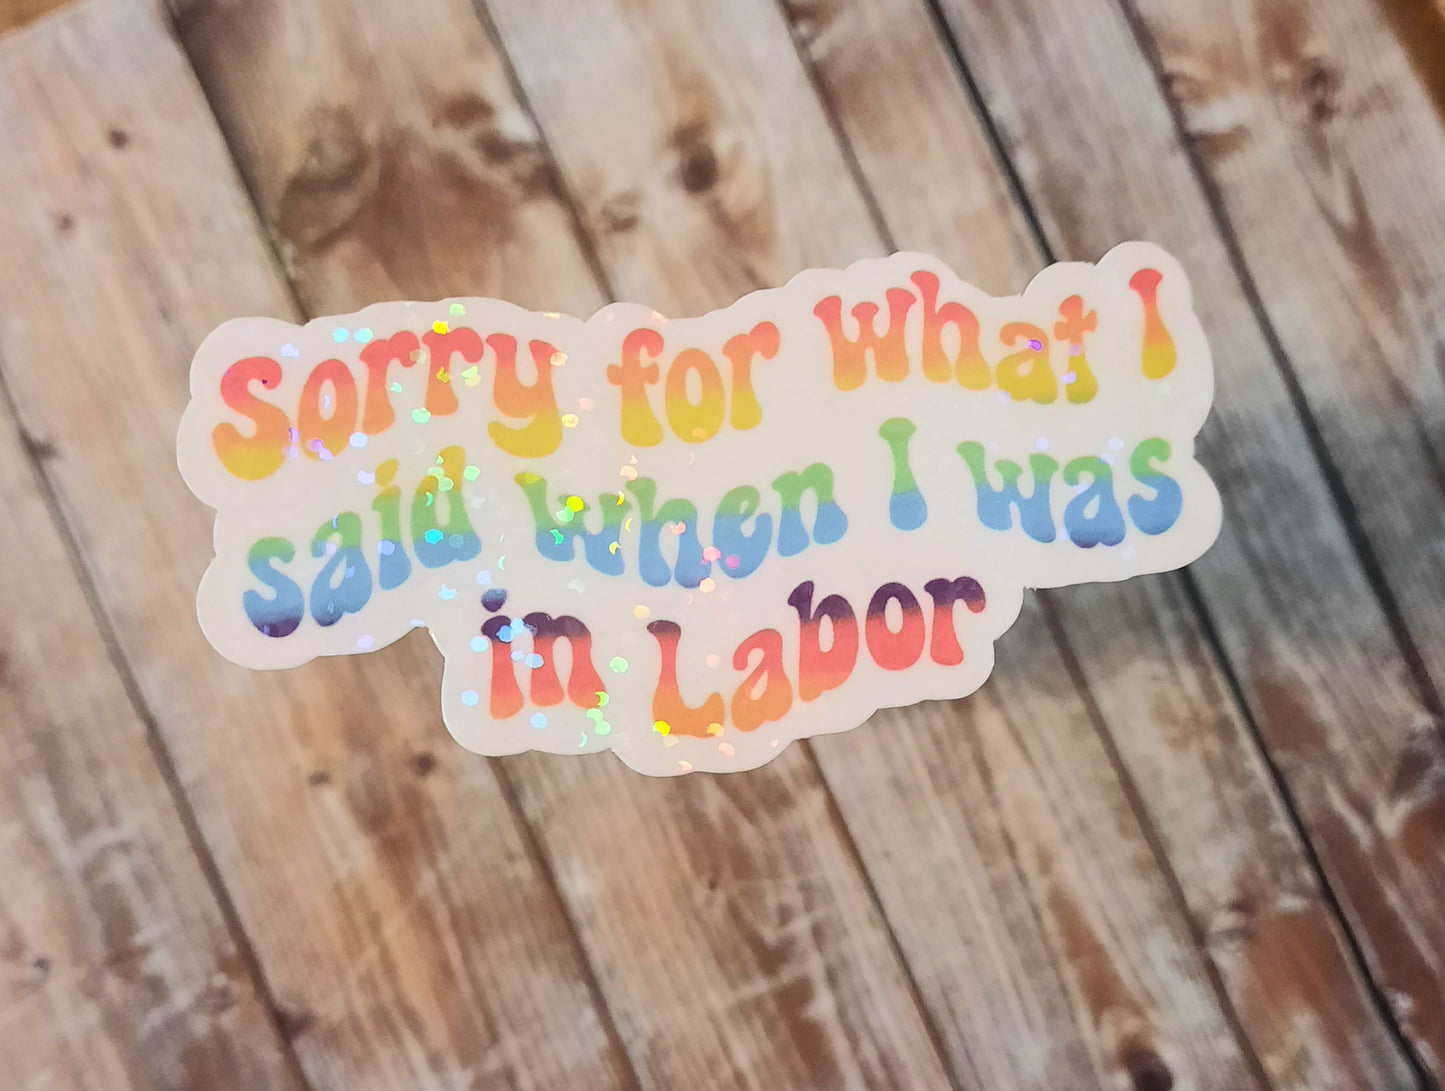 Sorry for what I
said when I was
in Labor